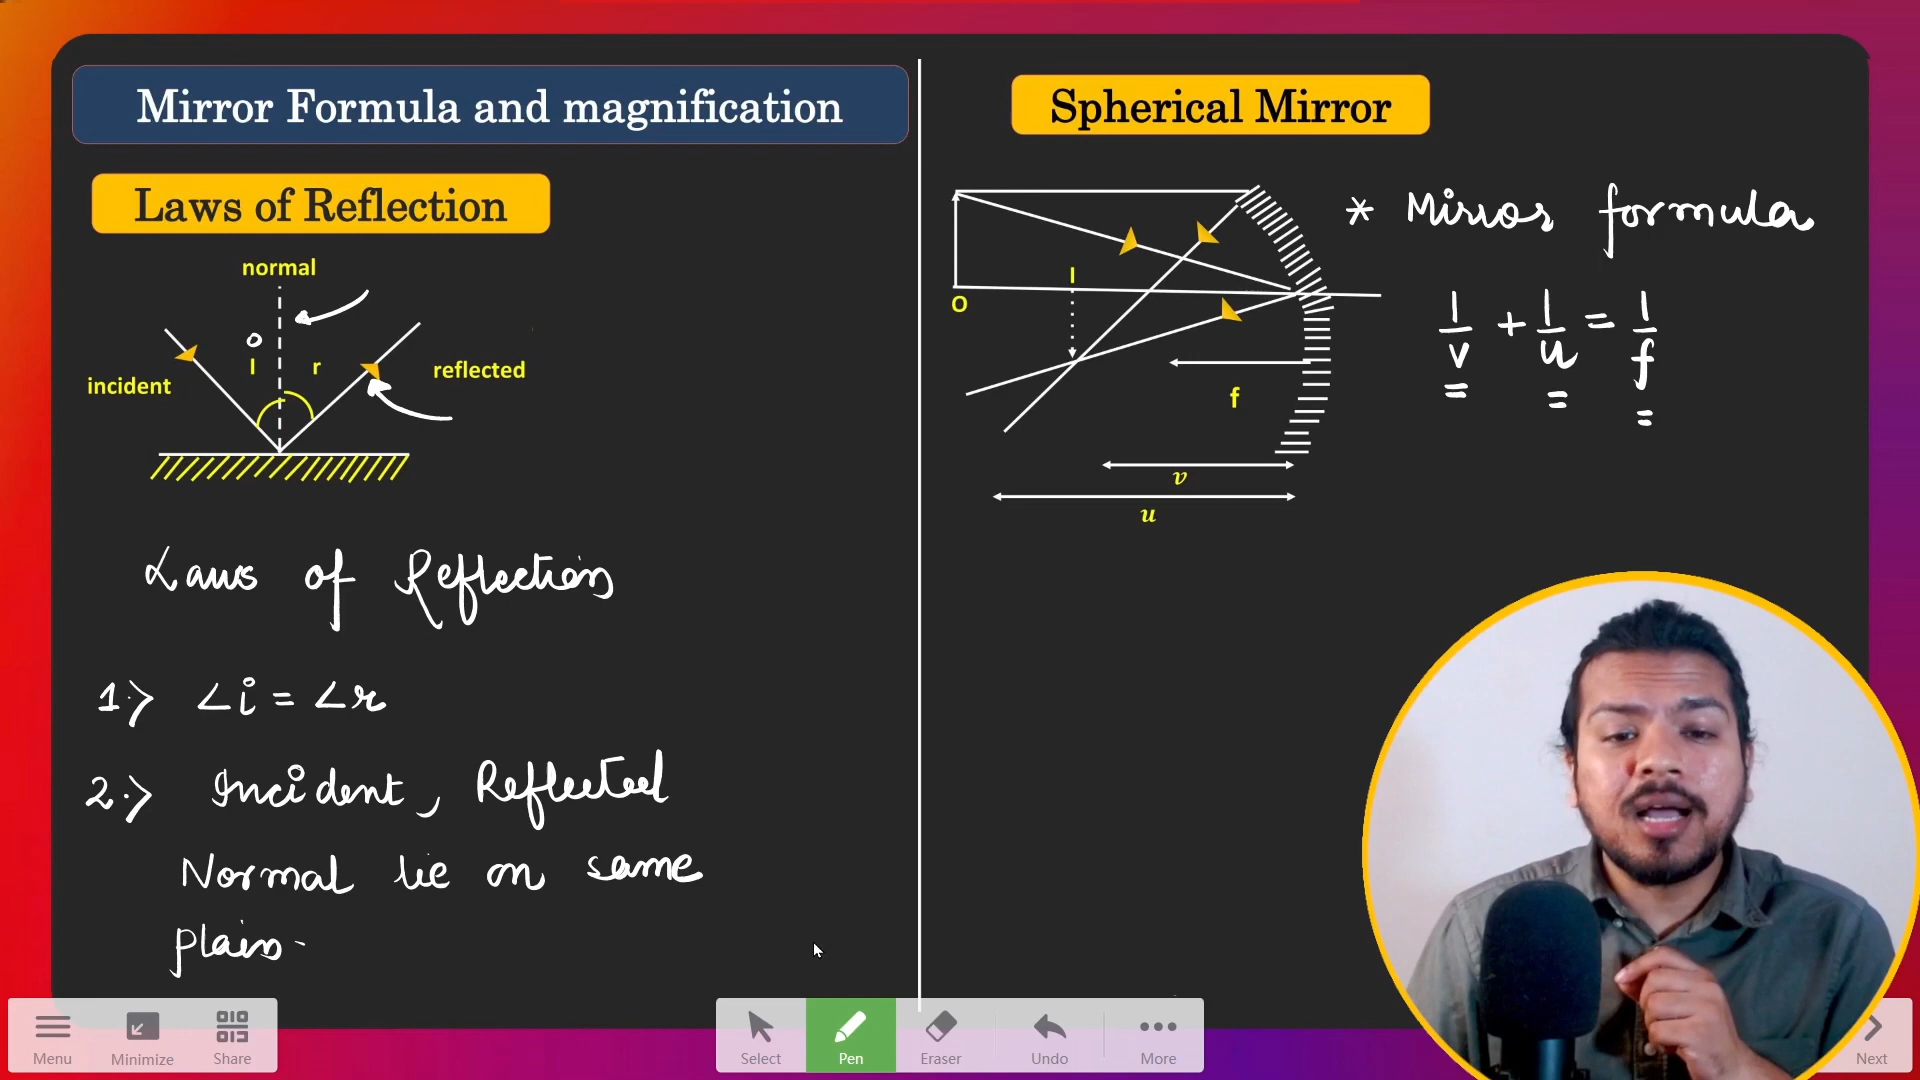 Mirror Formula and magnification
Laws of Reflection
normal
O
I
r
incident
reflected
Laws of Reflection
1.> ∠i = ∠r
2.> Incident, Reflected
Normal lie on same
plain.
Spherical Mirror
* Mirror formula
1/v + 1/u = 1/f
I
O
f
v
u
Menu
Minimize
Share
Select
Pen
Eraser
Undo
More
Next